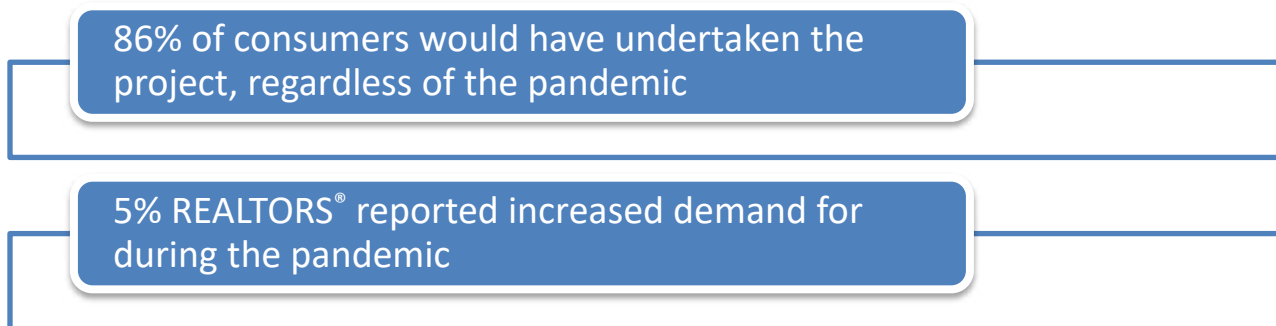 86% of consumers would have undertaken the
project, regardless of the pandemic
5% REALTORS® reported increased demand for
during the pandemic